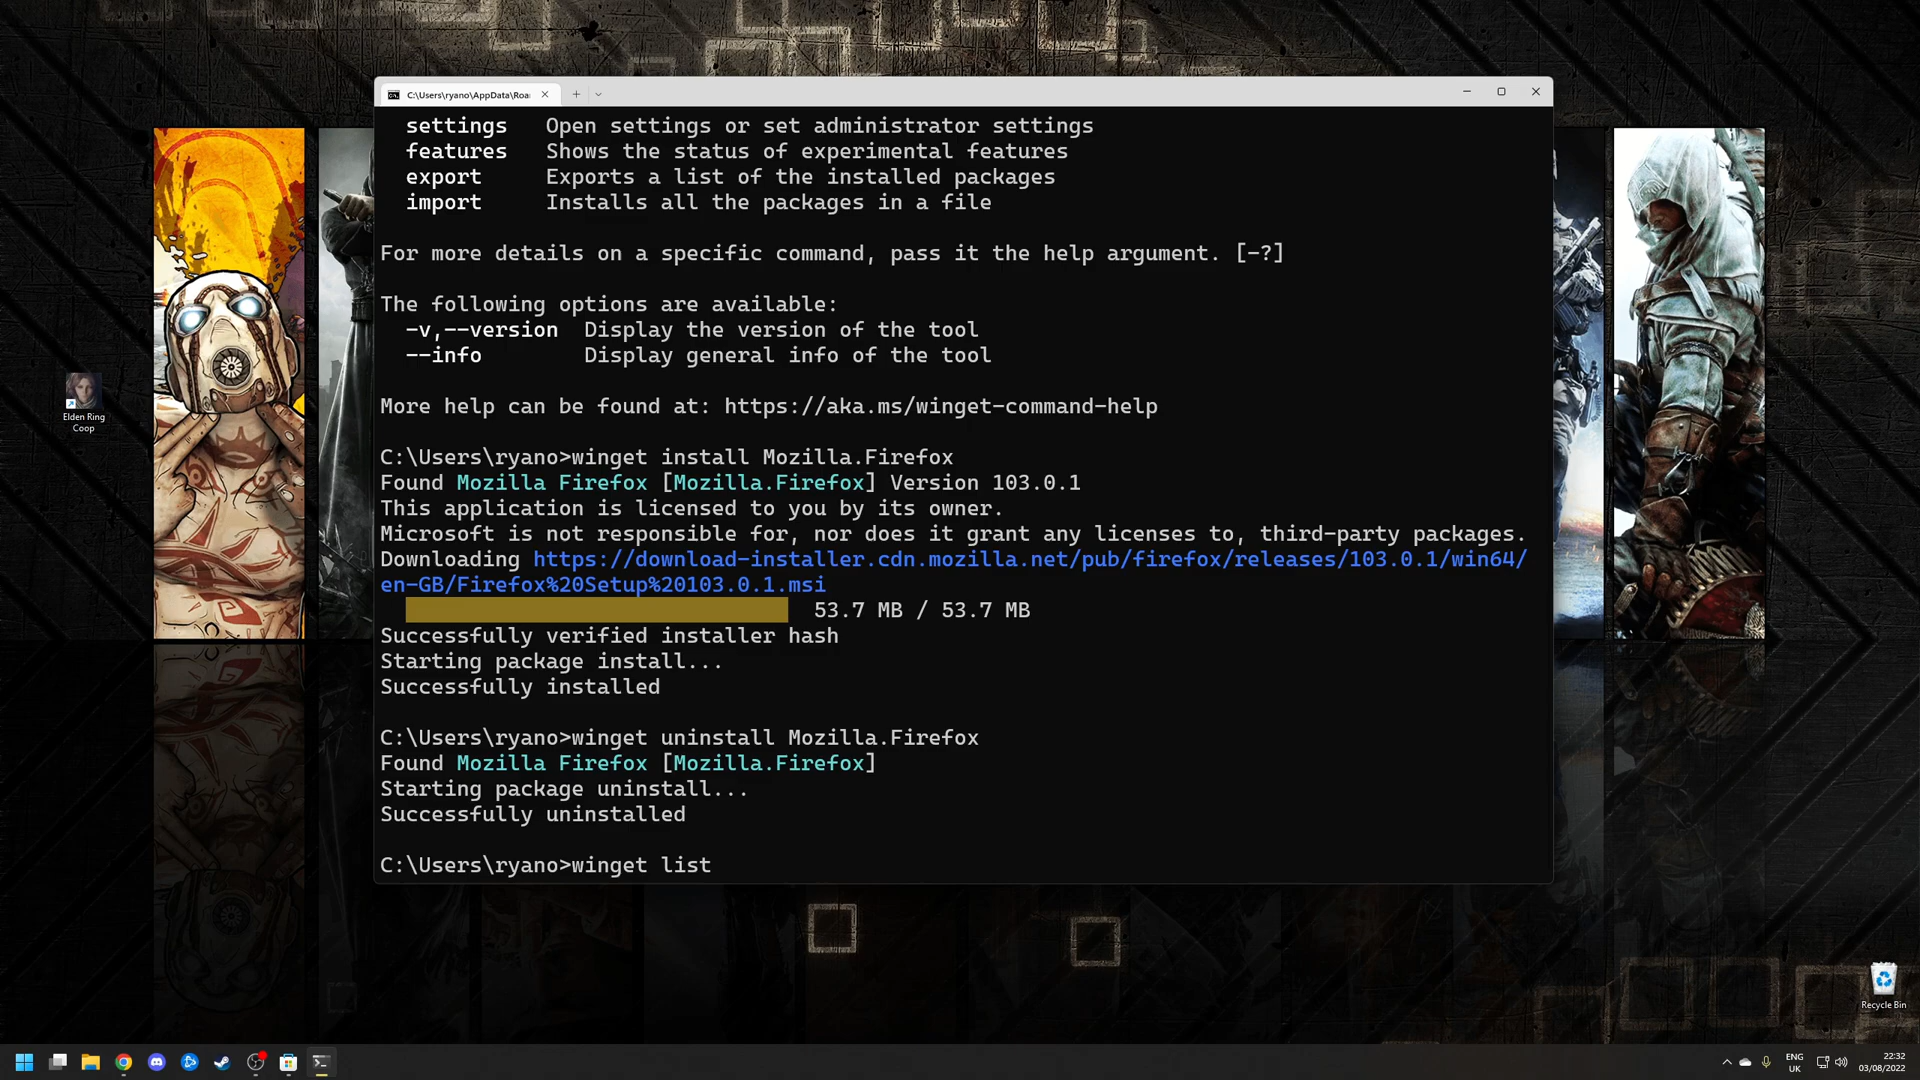 C:\Users\ryano\AppData\Roa
settings Open settings or set administrator settings
features Shows the status of experimental features
export Exports a list of the installed packages
import Installs all the packages in a file
For more details on a specific command, pass it the help argument. [-?]
The following options are available:
-v,--version Display the version of the tool
--info Display general info of the tool
More help can be found at: https://aka.ms/winget-command-help
C:\Users\ryano>winget install Mozilla.Firefox
Found Mozilla Firefox [Mozilla.Firefox] Version 103.0.1
This application is licensed to you by its owner.
Microsoft is not responsible for, nor does it grant any licenses to, third-party packages.
Downloading https://download-installer.cdn.mozilla.net/pub/firefox/releases/103.0.1/win64/
en-GB/Firefox%20Setup%20103.0.1.msi
53.7 MB / 53.7 MB
Successfully verified installer hash
Starting package install...
Successfully installed
C:\Users\ryano>winget uninstall Mozilla.Firefox
Found Mozilla Firefox [Mozilla.Firefox]
Starting package uninstall...
Successfully uninstalled
C:\Users\ryano>winget list
Elden Ring
Coop
Recycle Bin
ENG
UK
22:32
03/08/2022